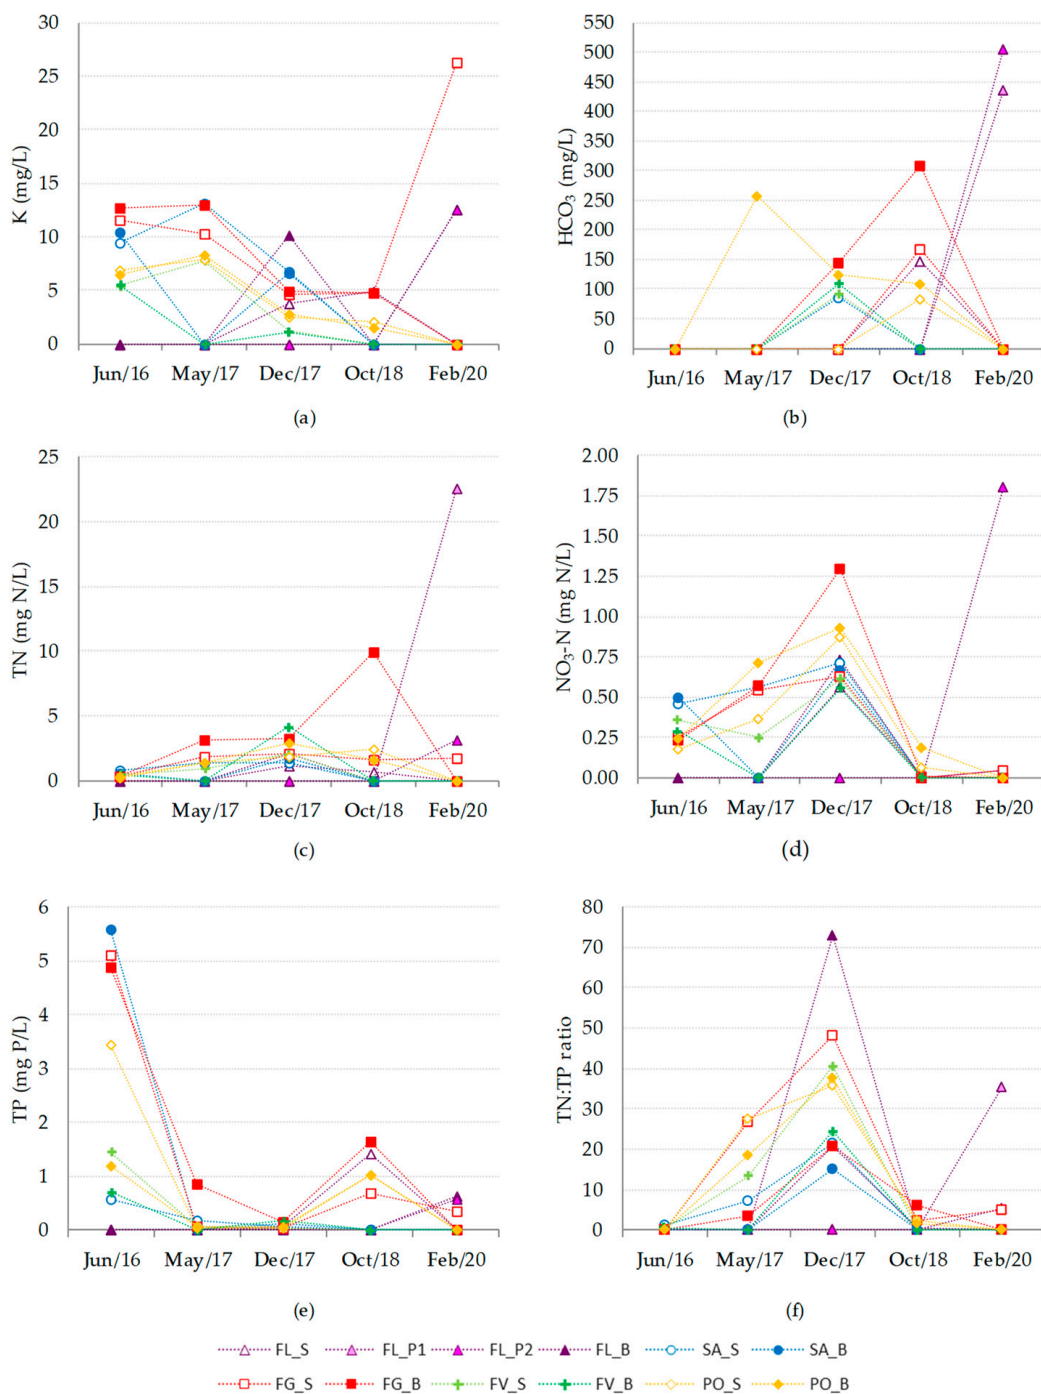 30
25
20
15
10
5
0
K (mg/L)
Jun/16 May/17 Dec/17 Oct/18 Feb/20
(a)
550
500
450
400
350
300
250
200
150
100
50
0
HCO₃ (mg/L)
Jun/16 May/17 Dec/17 Oct/18 Feb/20
(b)
25
20
15
10
5
0
TN (mg N/L)
Jun/16 May/17 Dec/17 Oct/18 Feb/20
(c)
2.00
1.75
1.50
1.25
1.00
0.75
0.50
0.25
0.00
NO₃-N (mg N/L)
Jun/16 May/17 Dec/17 Oct/18 Feb/20
(d)
6
5
4
3
2
1
0
TP (mg P/L)
Jun/16 May/17 Dec/17 Oct/18 Feb/20
(e)
80
70
60
50
40
30
20
10
0
TN:TP ratio
Jun/16 May/17 Dec/17 Oct/18 Feb/20
(f)
FL_S FL_P1 FL_P2 FL_B SA_S SA_B
FG_S FG_B FV_S FV_B PO_S PO_B